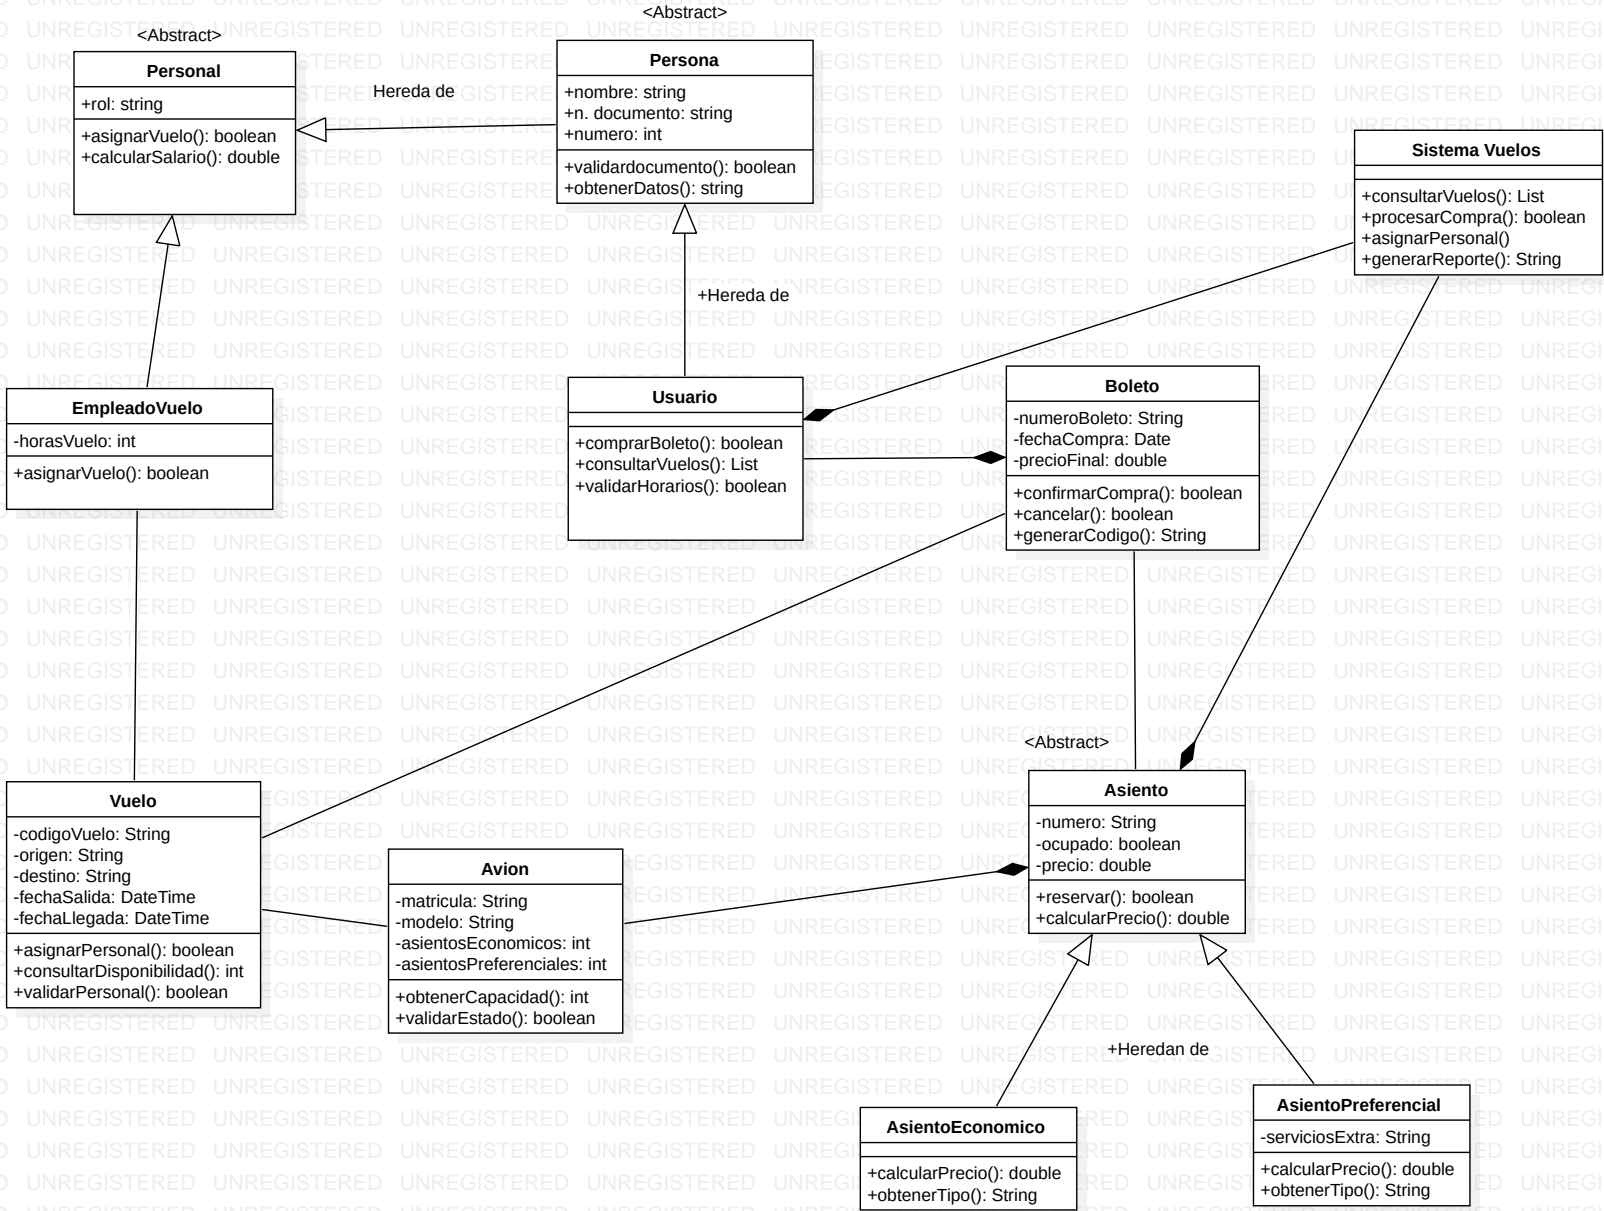 <Abstract>
Personal
+rol: string
+asignarVuelo(): boolean
+calcularSalario(): double
Hereda de
<Abstract>
Persona
+nombre: string
+n. documento: string
+numero: int
+validardocumento(): boolean
+obtenerDatos(): string
+Hereda de
Sistema Vuelos
+consultarVuelos(): List
+procesarCompra(): boolean
+asignarPersonal()
+generarReporte(): String
EmpleadoVuelo
-horasVuelo: int
+asignarVuelo(): boolean
Usuario
+comprarBoleto(): boolean
+consultarVuelos(): List
+validarHorarios(): boolean
Boleto
-numeroBoleto: String
-fechaCompra: Date
-precioFinal: double
+confirmarCompra(): boolean
+cancelar(): boolean
+generarCodigo(): String
Vuelo
-codigoVuelo: String
-origen: String
-destino: String
-fechaSalida: DateTime
-fechaLlegada: DateTime
+asignarPersonal(): boolean
+consultarDisponibilidad(): int
+validarPersonal(): boolean
Avion
-matricula: String
-modelo: String
-asientosEconomicos: int
-asientosPreferenciales: int
+obtenerCapacidad(): int
+validarEstado(): boolean
<Abstract>
Asiento
-numero: String
-ocupado: boolean
-precio: double
+reservar(): boolean
+calcularPrecio(): double
+Heredan de
AsientoEconomico
+calcularPrecio(): double
+obtenerTipo(): String
AsientoPreferencial
-serviciosExtra: String
+calcularPrecio(): double
+obtenerTipo(): String
UNREGISTERED